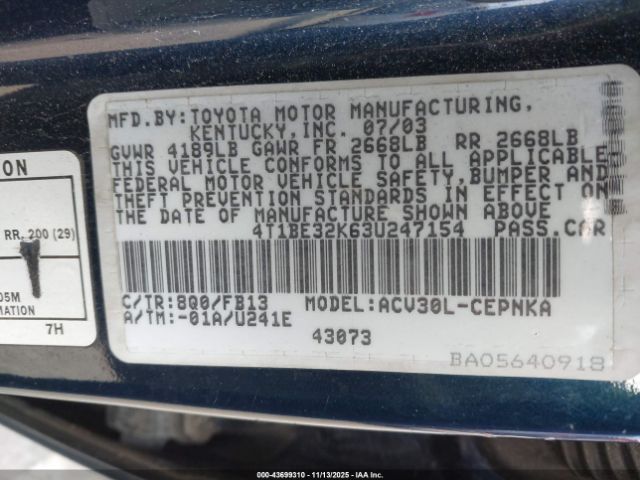 MFD.BY:TOYOTA MOTOR MANUFACTURING,
KENTUCKY,INC. 07/03
GVWR 4189LB GAWR FR 2668LB RR 2668LB
THIS VEHICLE CONFORMS TO ALL APPLICABLE
FEDERAL MOTOR VEHICLE SAFETY, BUMPER AND
THEFT PREVENTION STANDARDS IN EFFECT ON
THE DATE OF MANUFACTURE SHOWN ABOVE
4T1BE32K63U247154 PASS.CAR
C/TR:8Q0/FB13 MODEL:ACV30L-CEPNKA
A/TM:-01A/U241E
43073
BA05640918
ON
RR. 200 (29)
05M
MATION
7H
000-43699310 - 11/13/2025 - IAAI.COM